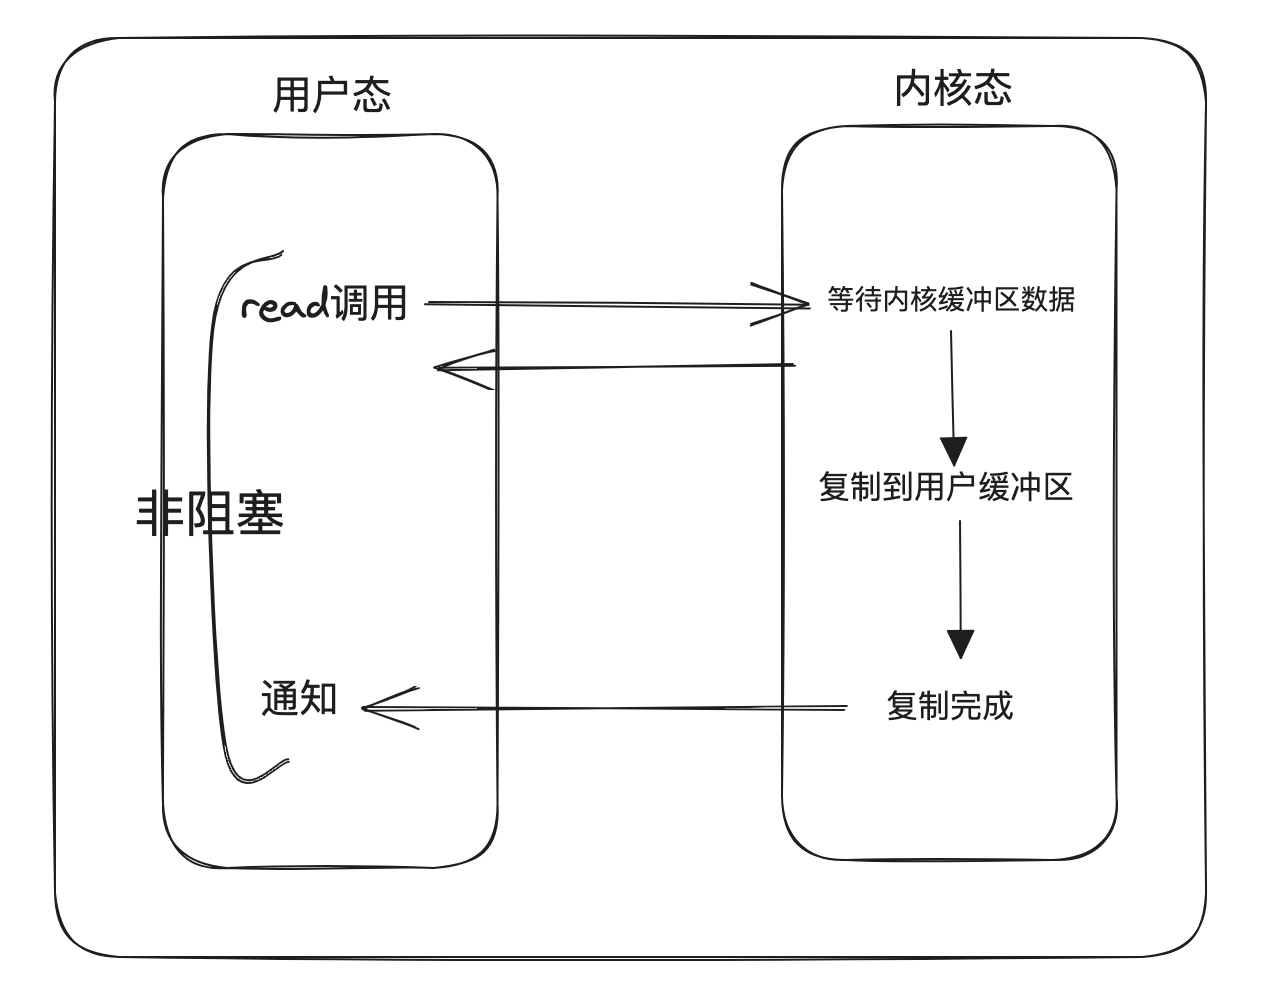 用户态
内核态
read调用
等待内核缓冲区数据
复制到用户缓冲区
非阻塞
通知
复制完成